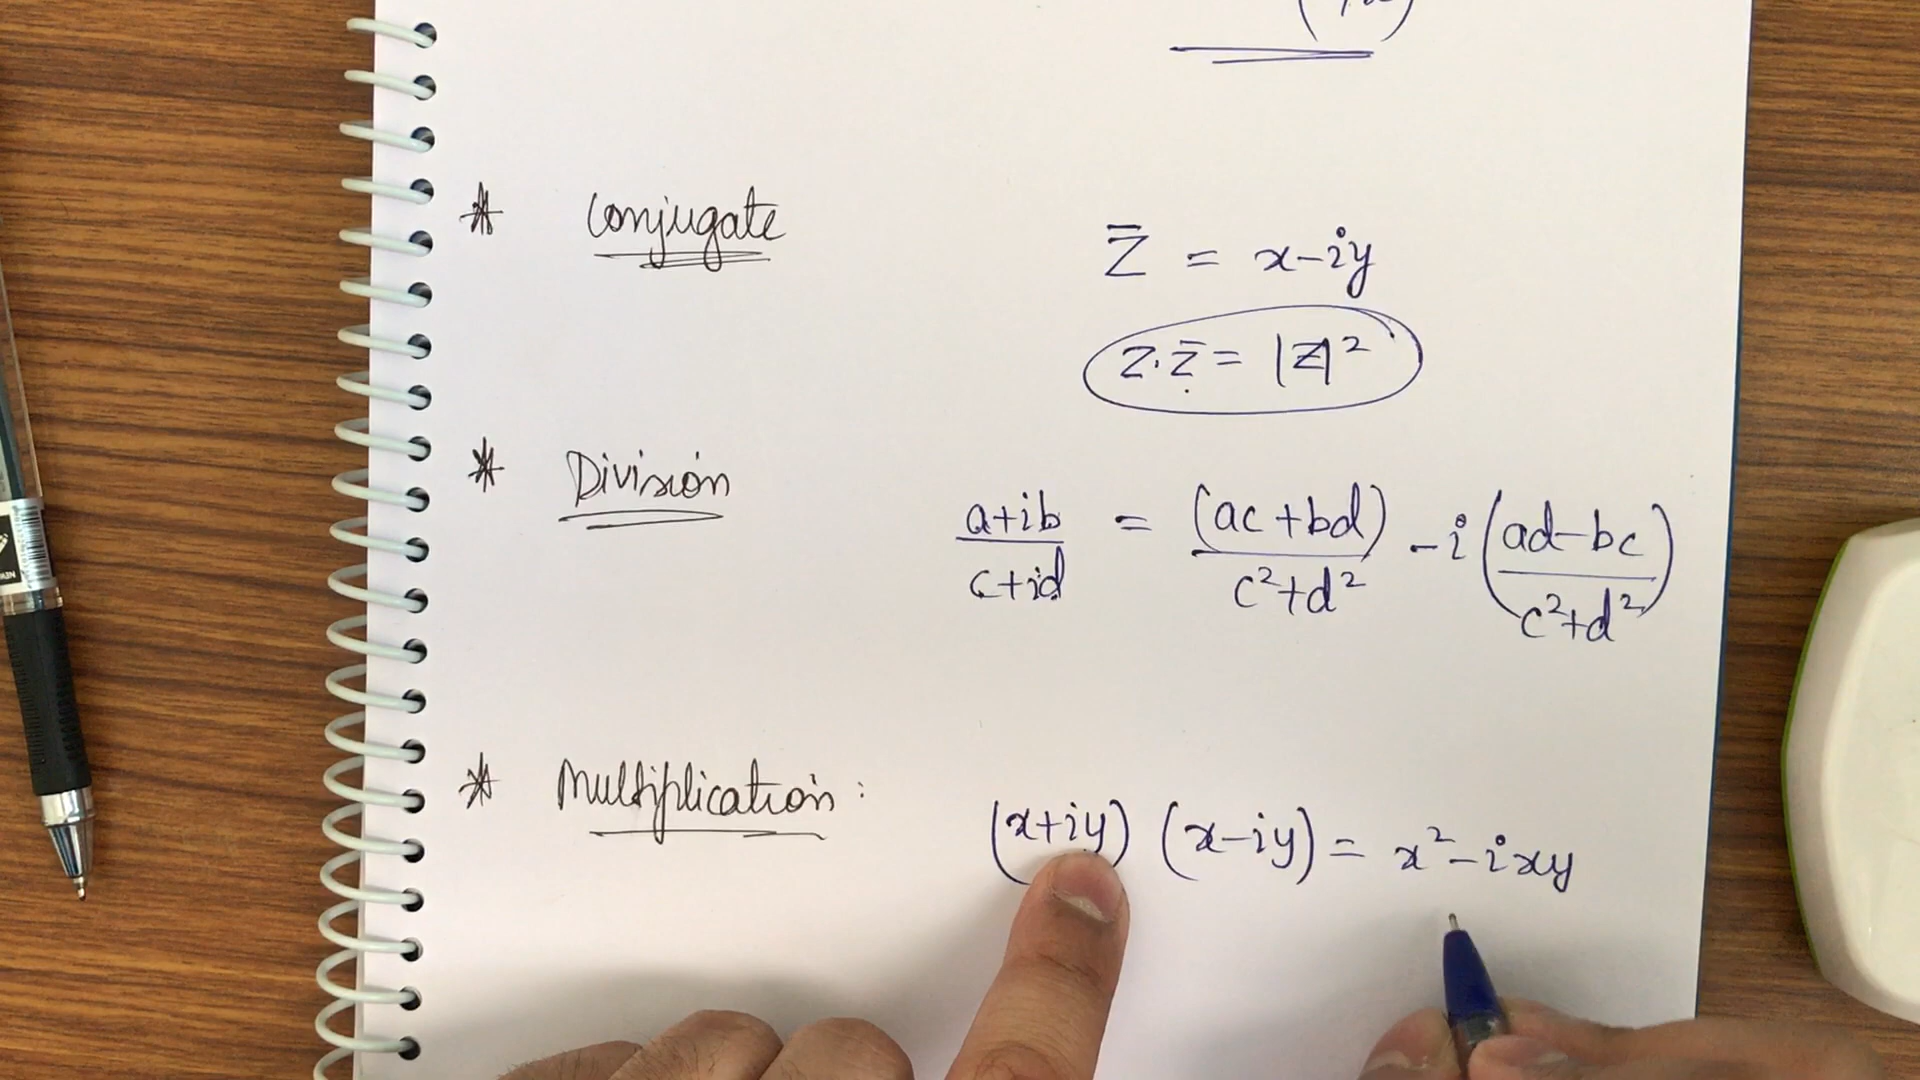 * Conjugate
z̄ = x-iy
z.z̄ = |z|²
* Division
a+ib/c+id = (ac+bd)/c²+d² - i(ad-bc/c²+d²)
* Multiplication:
(x+iy) (x-iy) = x² - ixy